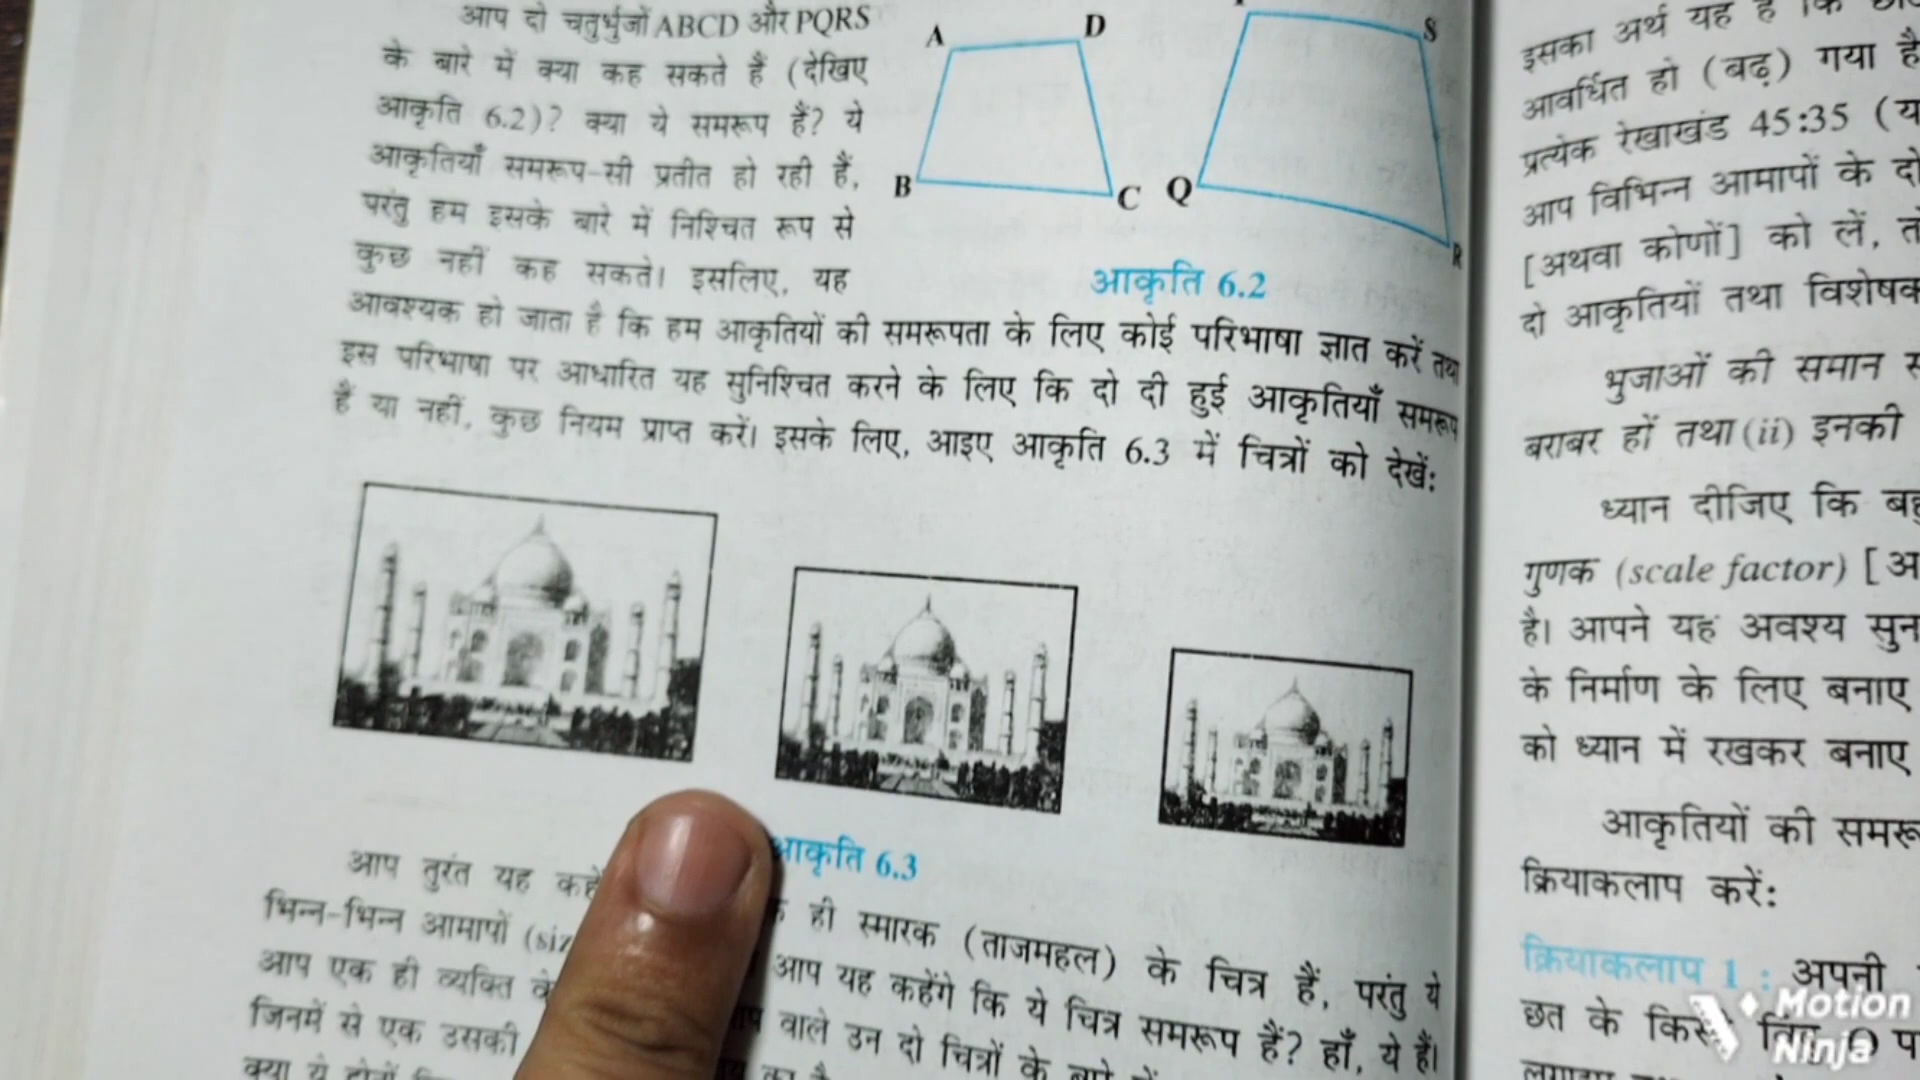 आप दो चतुर्भुजों ABCD और PQRS
के बारे में क्या कह सकते हैं (देखिए
आकृति 6.2)? क्या ये समरूप हैं? ये
आकृतियाँ समरूप-सी प्रतीत हो रही हैं,
परंतु हम इसके बारे में निश्चित रूप से
कुछ नहीं कह सकते। इसलिए, यह
A D
B C
S
Q R
आकृति 6.2
आवश्यक हो जाता है कि हम आकृतियों की समरूपता के लिए कोई परिभाषा ज्ञात करें तथा
इस परिभाषा पर आधारित यह सुनिश्चित करने के लिए कि दो दी हुई आकृतियाँ समरूप
हैं या नहीं, कुछ नियम प्राप्त करें। इसके लिए, आइए आकृति 6.3 में चित्रों को देखें:
आकृति 6.3
आप तुरंत यह
भिन्न-भिन्न आमापों ही स्मारक (ताजमहल) के चित्र हैं, परंतु ये
आप एक ही व्यक्ति आप यह कहेंगे कि ये चित्र समरूप हैं? हाँ, ये हैं।
जिनमें से एक उसकी वाले उन दो चित्रों के बारे में
क्या ये दोनों
इसका अर्थ यह है कि
आवर्धित हो (बढ़) गया है
प्रत्येक रेखाखंड 45:35
आप विभिन्न आमापों के दो
[अथवा कोणों] को लें,
दो आकृतियों तथा
भुजाओं की समान
बराबर हों तथा (ii) इनकी
ध्यान दीजिए कि
गुणक (scale factor)
है। आपने यह अवश्य
के निर्माण के लिए बनाए
को ध्यान में रखकर बनाए
आकृतियों की
क्रियाकलाप करें:
क्रियाकलाप 1 : अपनी
छत के किसी
Motion
Ninja